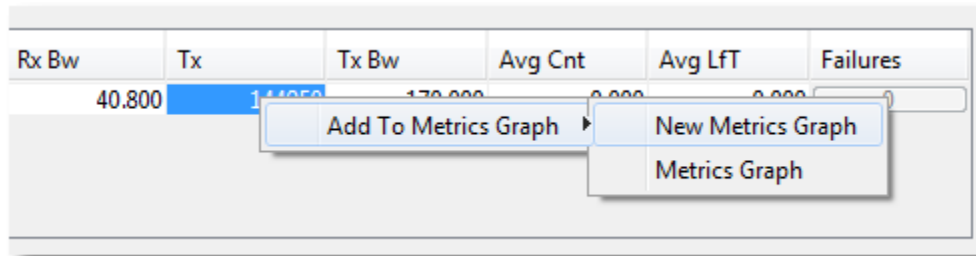 Rx Bw Tx Tx Bw Avg Cnt Avg LfT Failures
40.800
Add To Metrics Graph New Metrics Graph
Metrics Graph